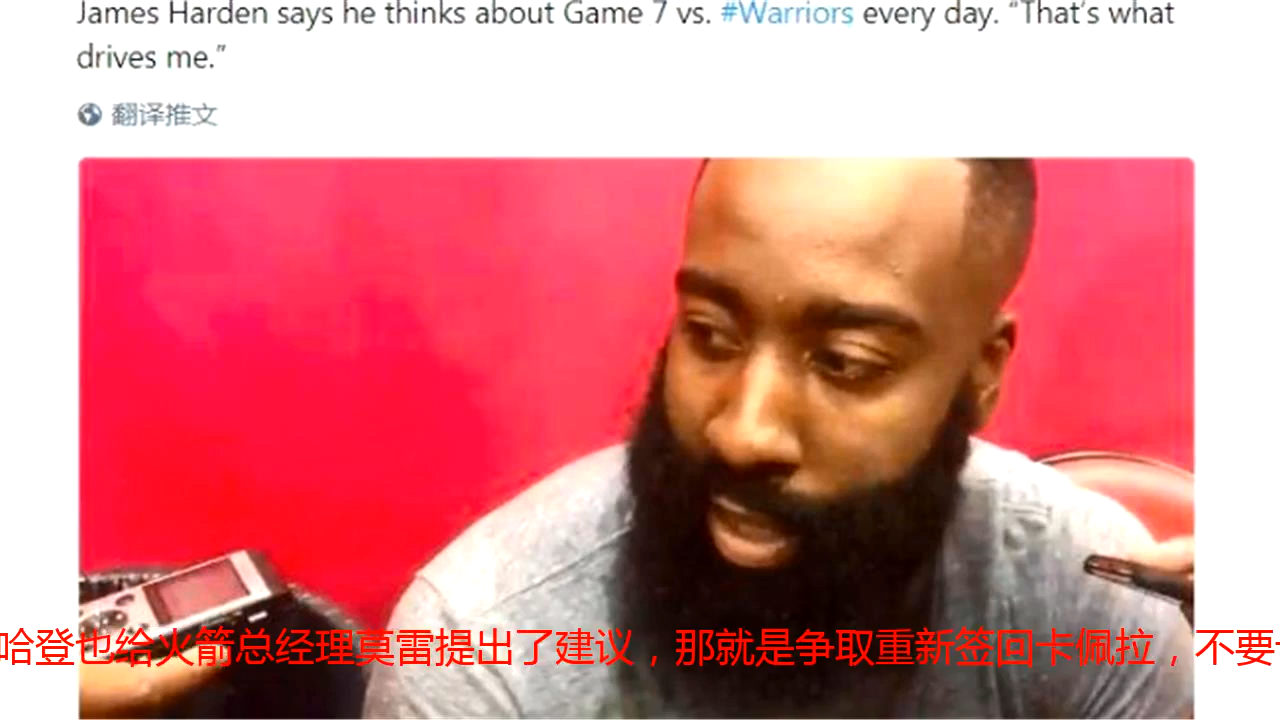 James Harden says he thinks about Game 7 vs. #Warriors every day. “That’s what
drives me.”
翻译推文
哈登也给火箭总经理莫雷提出了建议，那就是争取重新签回卡佩拉，不要